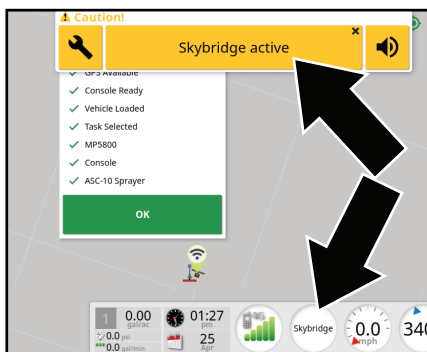 Caution!
Skybridge active
GPS Available
Console Ready
Vehicle Loaded
Task Selected
MP5800
Console
ASC-10 Sprayer
OK
1 0.00 gal/ac
0.0 psi
0.0 gal/min
01:27 pm
25 Apr
4G
Skybridge
0.0 mph
340